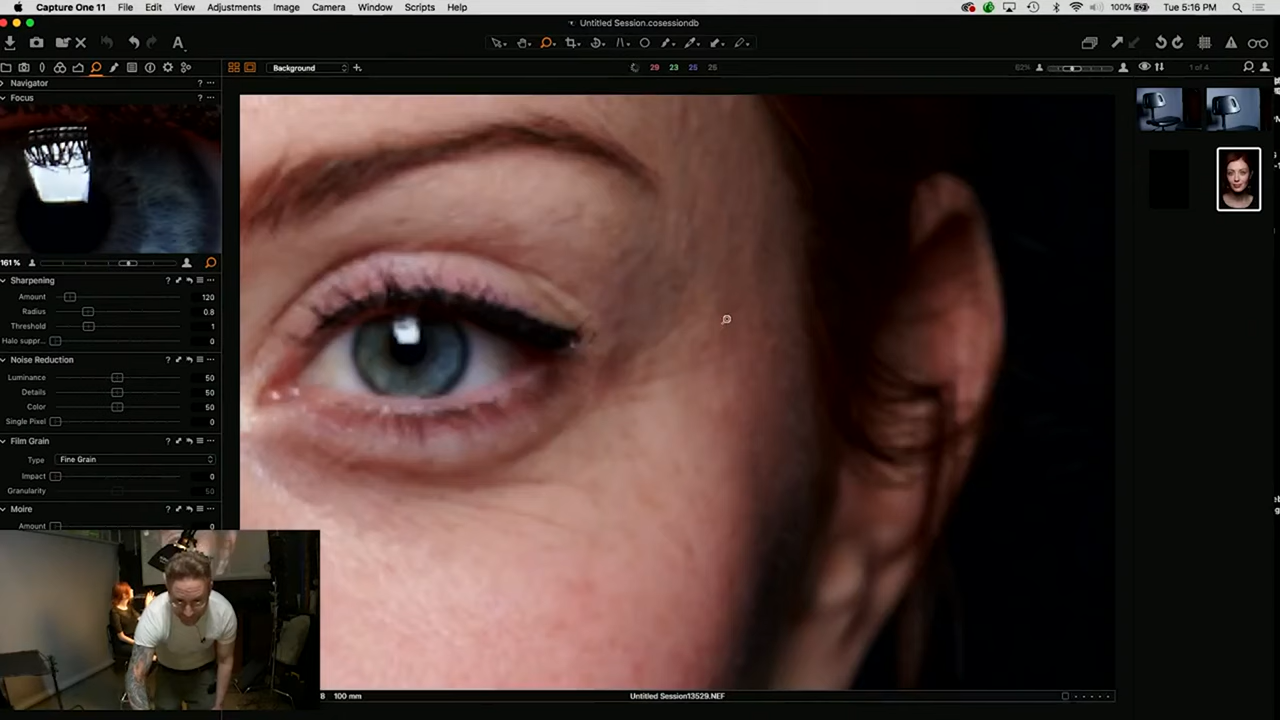 Capture One 11 File Edit View Adjustments Image Camera Window Scripts Help 100% Tue 5:16 PM
Untitled Session.cosessiondb
A
Background 29 23 25 25 62% 1 of 4
Navigator ?
Focus ?
161%
Sharpening ?
Amount 120
Radius 0.8
Threshold 1
Halo suppr... 0
Noise Reduction ?
Luminance 50
Details 50
Color 50
Single Pixel 0
Film Grain ?
Type Fine Grain
Impact 0
Granularity 50
Moire ?
Amount 0
100 mm Untitled Session13529.NEF